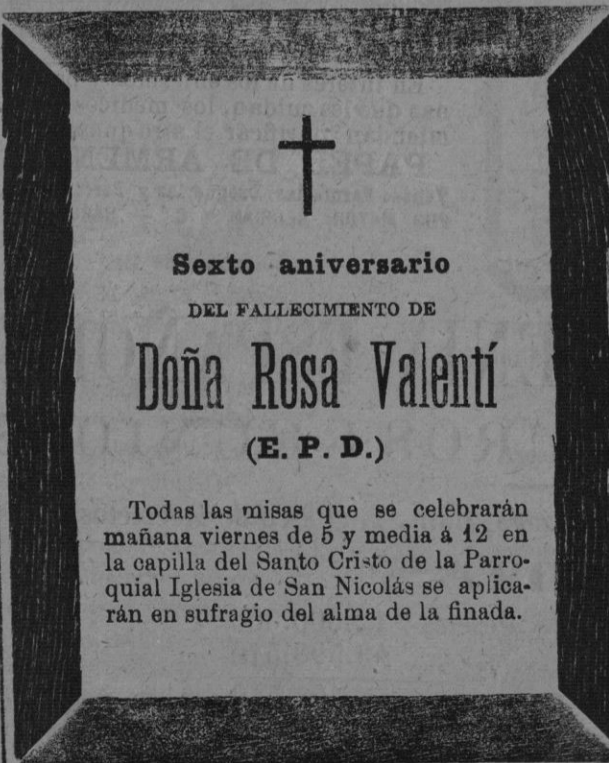 Sexto aniversario
DEL FALLECIMIENTO DE
Doña Rosa Valentí
(E. P. D.)
Todas las misas que se celebrarán
mañana viernes de 5 y media á 12 en
la capilla del Santo Cristo de la Parro-
quial Iglesia de San Nicolás se aplica-
rán en sufragio del alma de la finada.